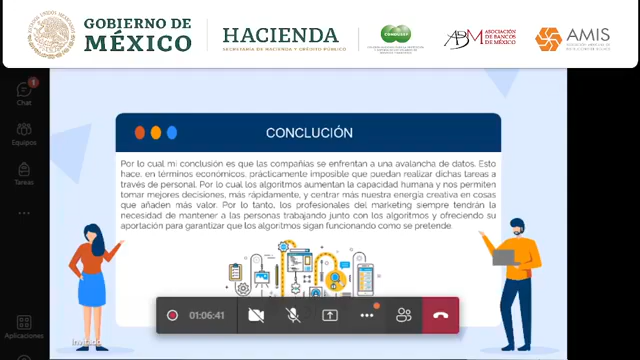 GOBIERNO DE
MÉXICO
HACIENDA
SECRETARÍA DE HACIENDA Y CRÉDITO PÚBLICO
CONDUSEF
ABM
ASOCIACIÓN
DE BANCOS
DE MÉXICO
AMIS
1
Chat
Equipos
Tareas
Aplicaciones
CONCLUCIÓN
Por lo cual mi conclusión es que las compañías se enfrentan a una avalancha de datos. Esto
hace, en términos económicos, prácticamente imposible que puedan realizar dichas tareas a
través de personal. Por lo cual los algoritmos aumentan la capacidad humana y nos permiten
tomar mejores decisiones, más rápidamente, y centrar más nuestra energía creativa en cosas
que añaden más valor. Por lo tanto, los profesionales del marketing siempre tendrán la
necesidad de mantener a las personas trabajando junto con los algoritmos y ofreciendo su
aportación para garantizar que los algoritmos sigan funcionando como se pretende.
01:06:41
Invitado